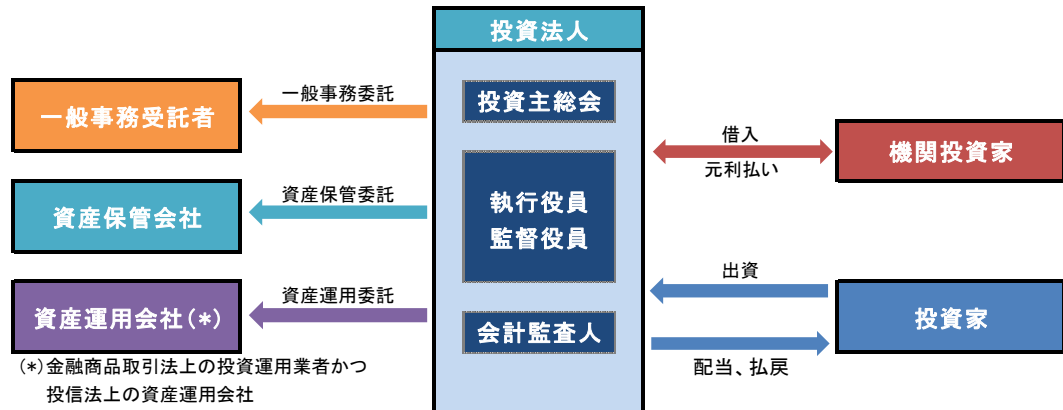 投資法人
投資主総会
執行役員
監督役員
会計監査人
一般事務受託者
一般事務委託
資産保管会社
資産保管委託
資産運用会社(*)
資産運用委託
(*)金融商品取引法上の投資運用業者かつ
投信法上の資産運用会社
借入
元利払い
機関投資家
出資
配当、払戻
投資家